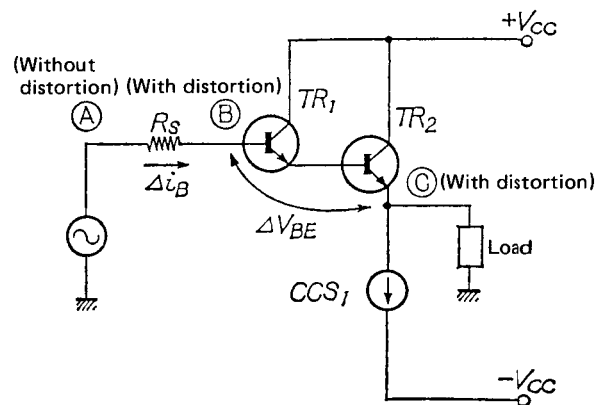 +VCC
(Without distortion)
(With distortion)
A
B
TR1
TR2
RS
ΔiB
C (With distortion)
ΔVBE
Load
CCS1
-VCC